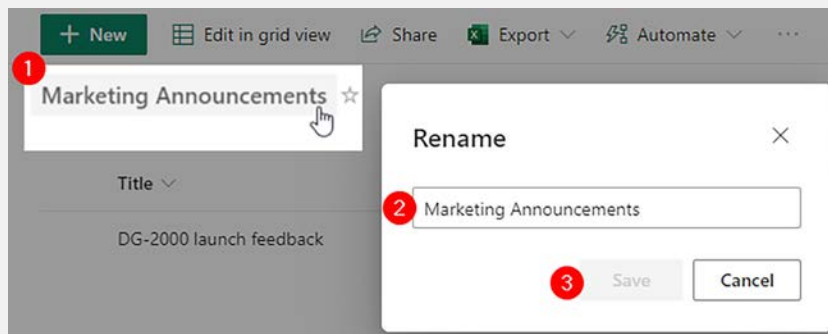 + New Edit in grid view Share Export Automate ...
1
Marketing Announcements
Rename
Title
2 Marketing Announcements
DG-2000 launch feedback
3 Save Cancel